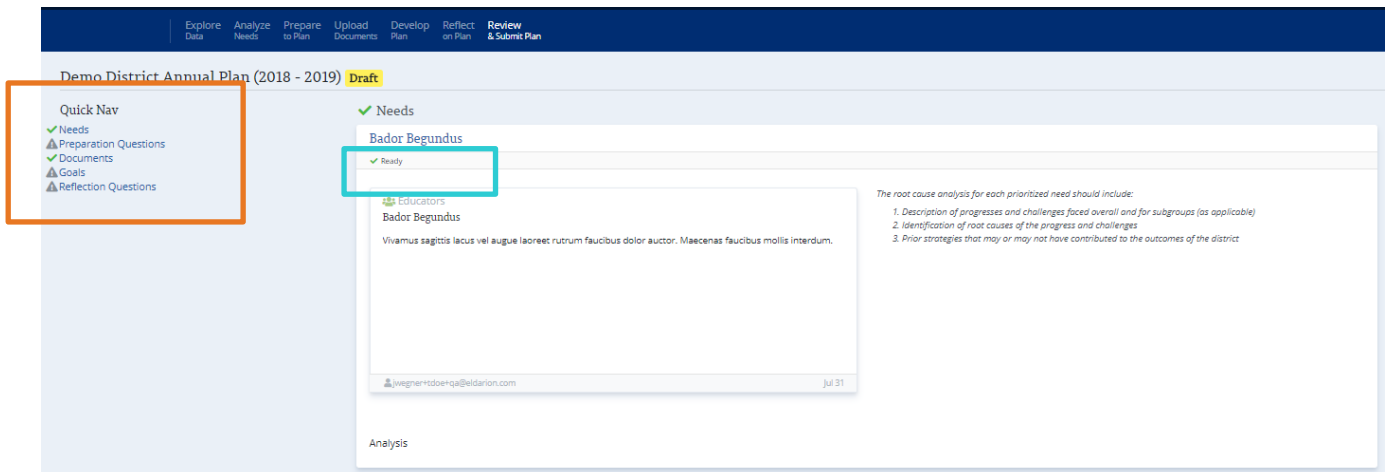 Explore Analyze Prepare Upload Develop Reflect Review
Data Needs to Plan Documents Plan on Plan & Submit Plan
Demo District Annual Plan (2018 - 2019) Draft
Quick Nav
Needs
Preparation Questions
Documents
Goals
Reflection Questions
Needs
Bador Begundus
Ready
Educators
Bador Begundus
Vivamus sagittis lacus vel augue laoreet rutrum faucibus dolor auctor. Maecenas faucibus mollis interdum.
jwegner+tdoe+qa@eldarion.com Jul 31
The root cause analysis for each prioritized need should include:
1. Description of progresses and challenges faced overall and for subgroups (as applicable)
2. Identification of root causes of the progress and challenges
3. Prior strategies that may or may not have contributed to the outcomes of the district
Analysis